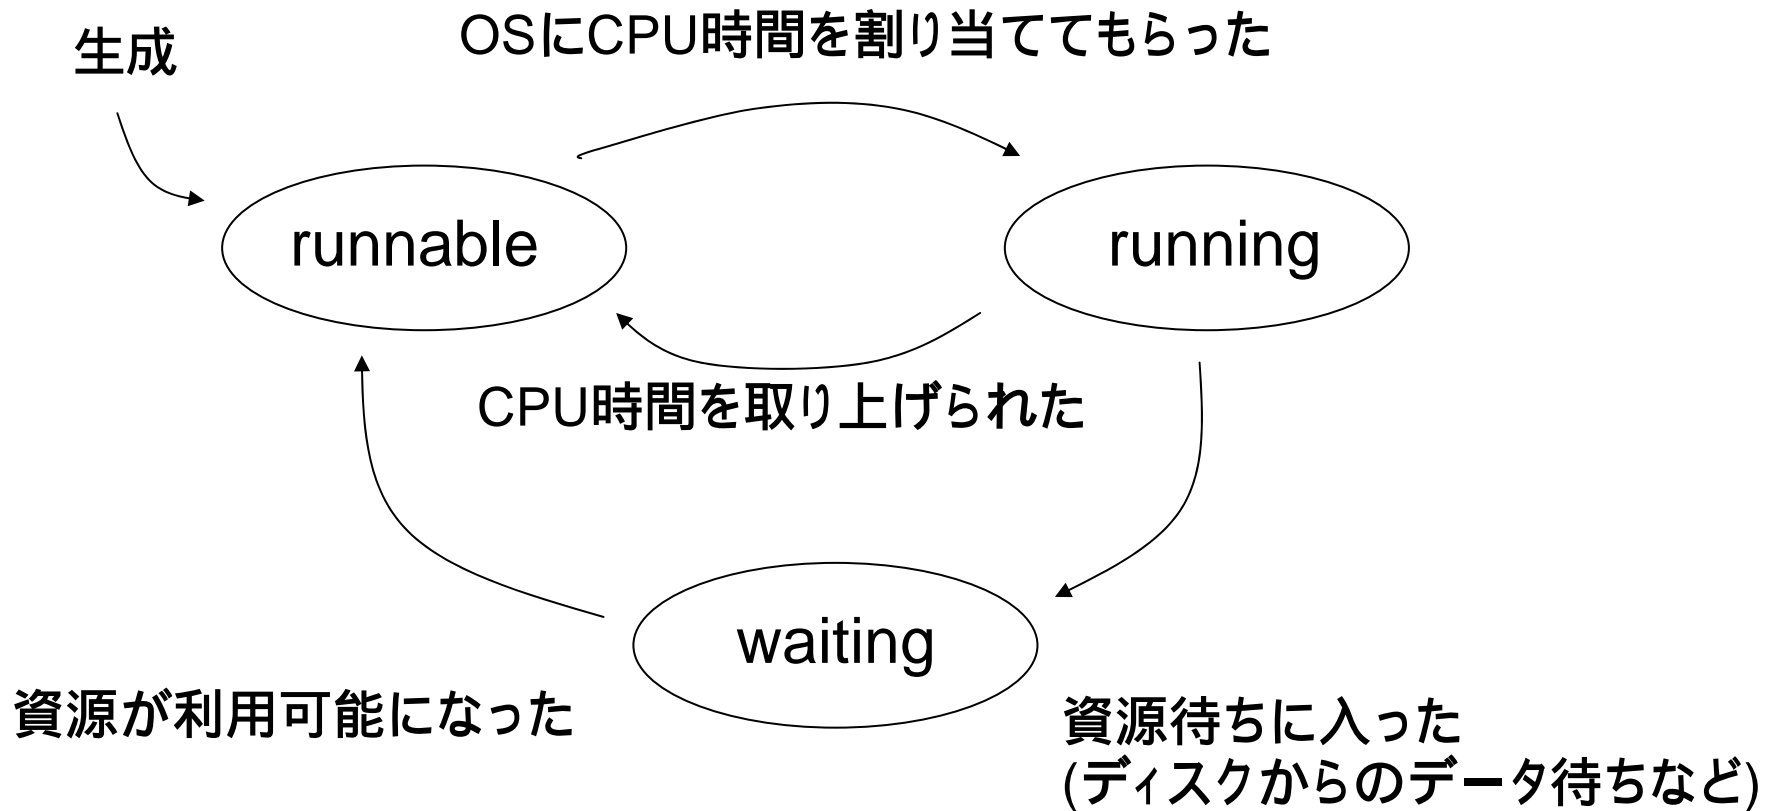 OSにCPU時間を割り当ててもらった
生成
runnable
running
CPU時間を取り上げられた
waiting
資源が利用可能になった
資源待ちに入った
(ディスクからのデータ待ちなど)